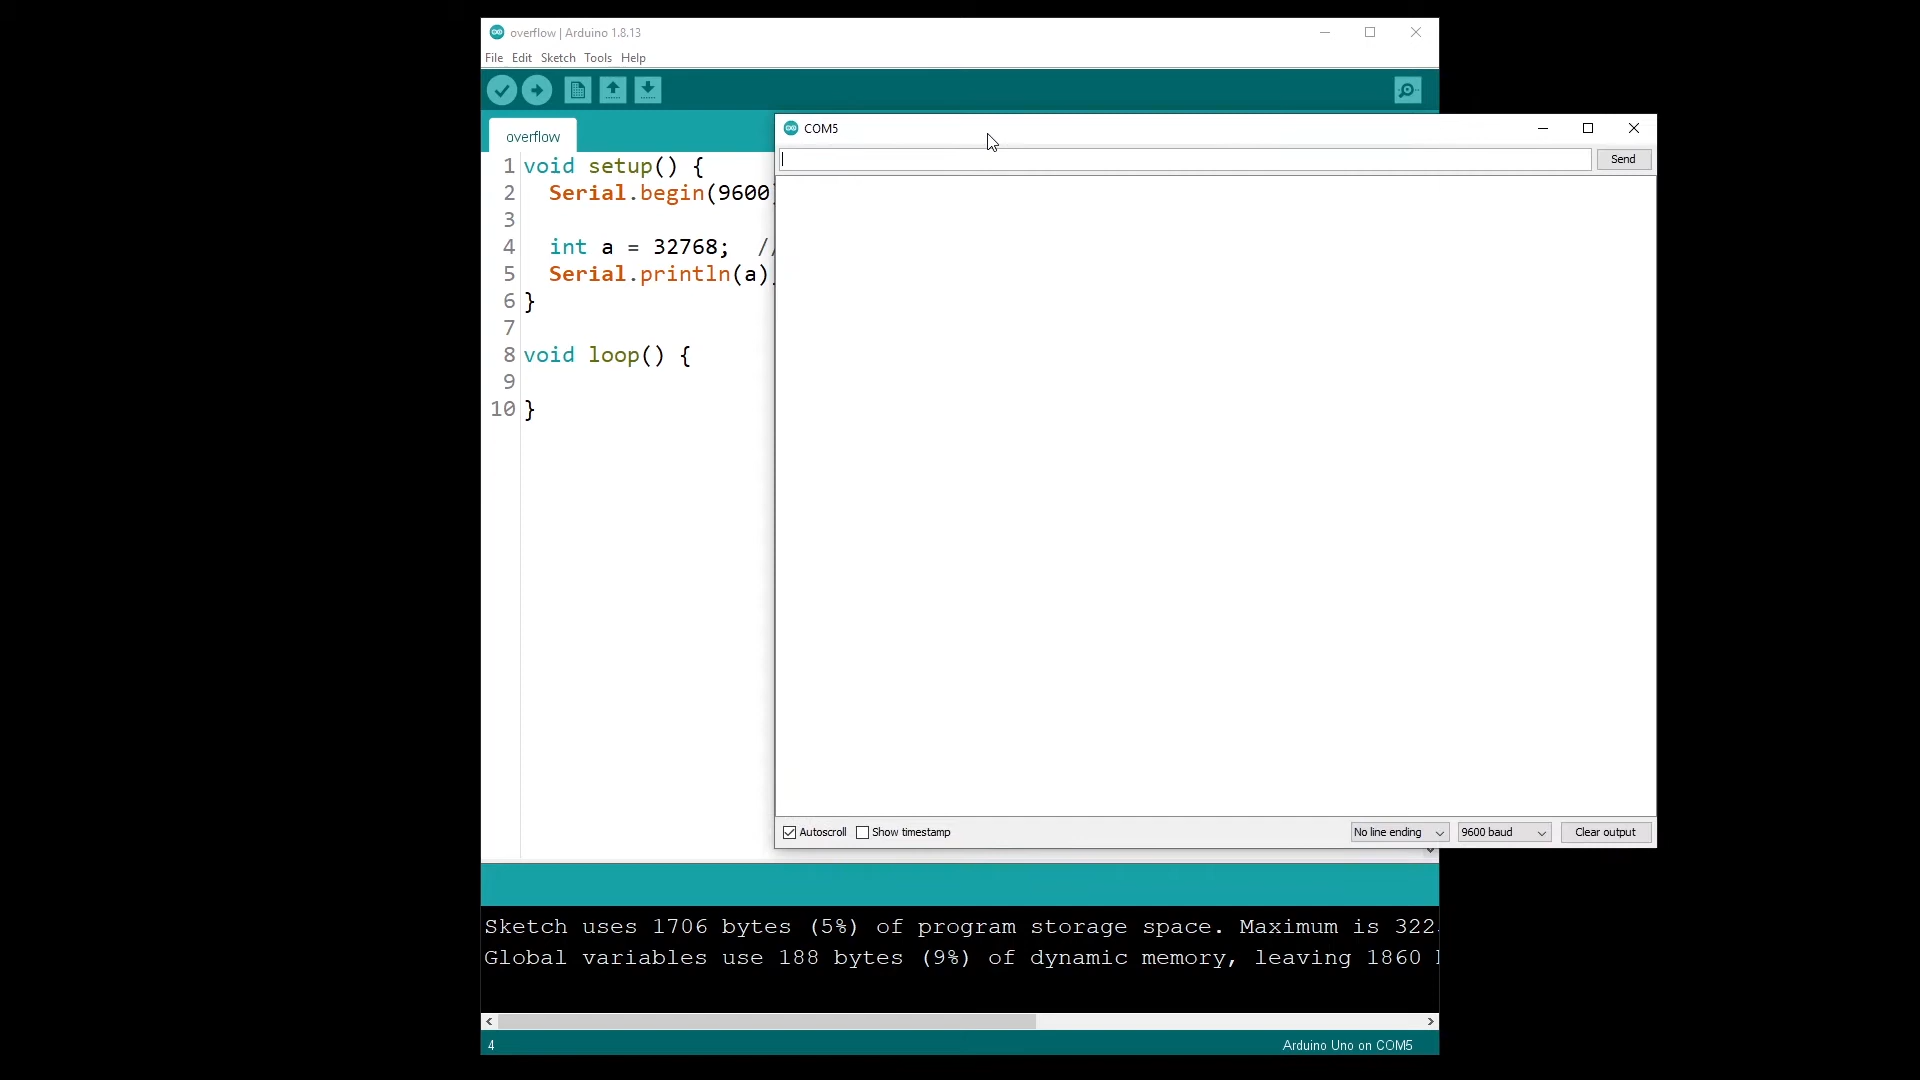 overflow | Arduino 1.8.13
File Edit Sketch Tools Help
overflow
COM5
Send
1 void setup() {
2 Serial.begin(9600)
3
4 int a = 32768; //
5 Serial.println(a)
6 }
7
8 void loop() {
9
10 }
Autoscroll Show timestamp No line ending 9600 baud Clear output
Sketch uses 1706 bytes (5%) of program storage space. Maximum is 322
Global variables use 188 bytes (9%) of dynamic memory, leaving 1860
4 Arduino Uno on COM5